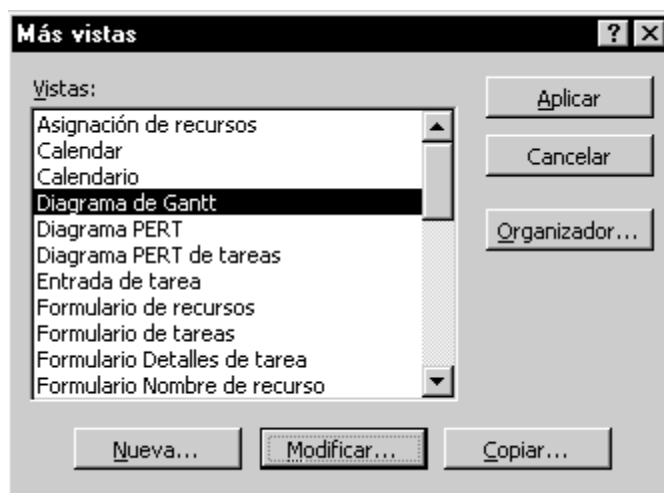 Más vistas
Vistas:
Asignación de recursos
Calendar
Calendario
Diagrama de Gantt
Diagrama PERT
Diagrama PERT de tareas
Entrada de tarea
Formulario de recursos
Formulario de tareas
Formulario Detalles de tarea
Formulario Nombre de recurso
Aplicar
Cancelar
Organizador...
Nueva...
Modificar...
Copiar...